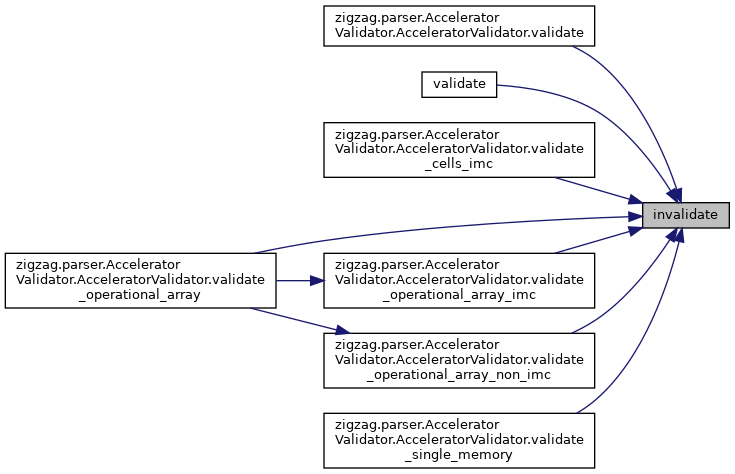 zigzag.parser.Accelerator
Validator.AcceleratorValidator.validate
validate
zigzag.parser.Accelerator
Validator.AcceleratorValidator.validate
_cells_imc
invalidate
zigzag.parser.Accelerator
Validator.AcceleratorValidator.validate
_operational_array
zigzag.parser.Accelerator
Validator.AcceleratorValidator.validate
_operational_array_imc
zigzag.parser.Accelerator
Validator.AcceleratorValidator.validate
_operational_array_non_imc
zigzag.parser.Accelerator
Validator.AcceleratorValidator.validate
_single_memory